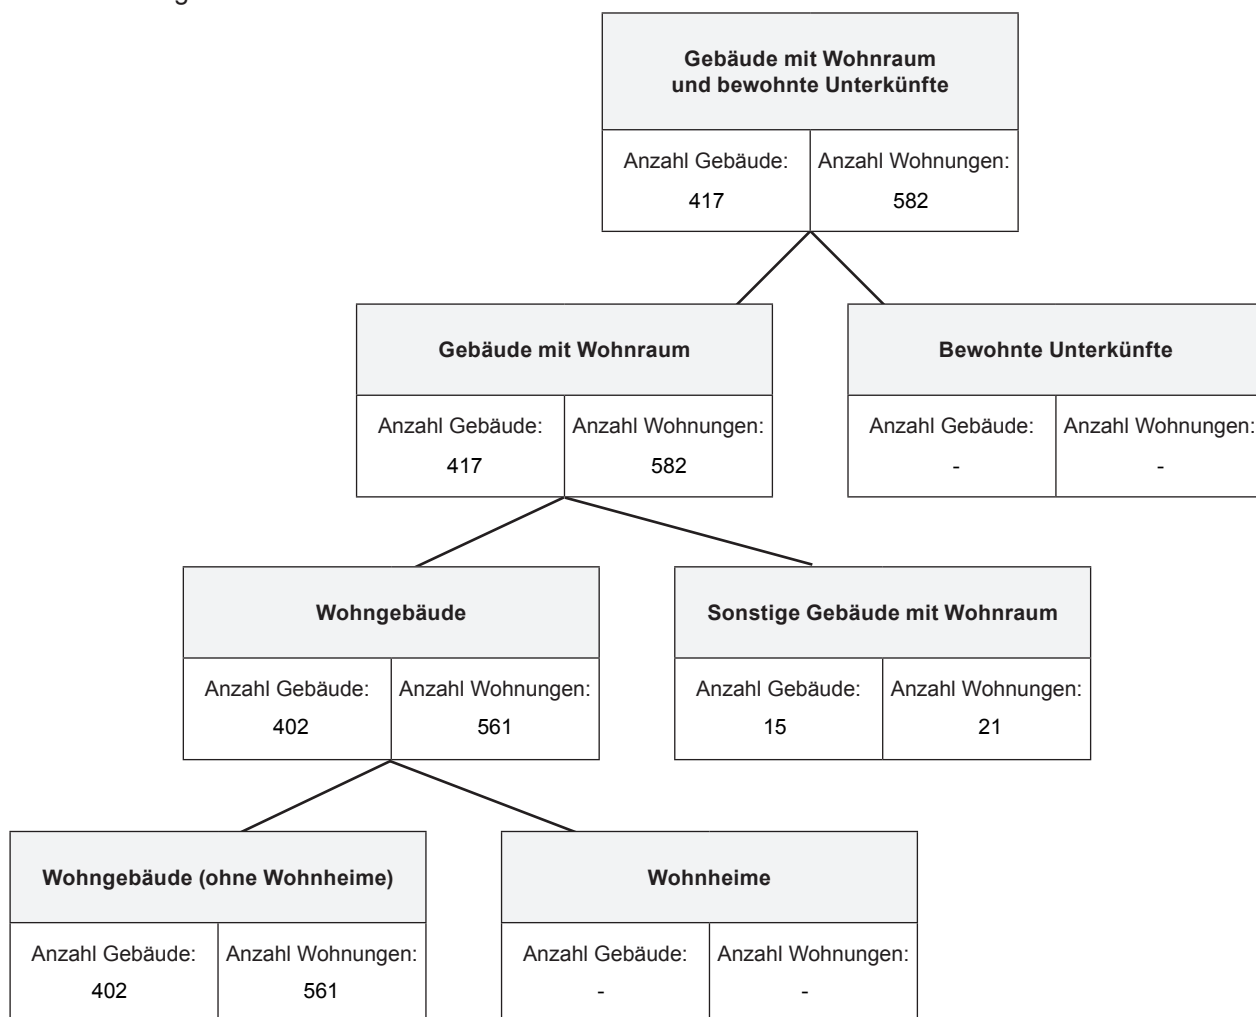 Gebäude mit Wohnraum
und bewohnte Unterkünfte
Anzahl Gebäude: Anzahl Wohnungen:
417 582
Gebäude mit Wohnraum Bewohnte Unterkünfte
Anzahl Gebäude: Anzahl Wohnungen: Anzahl Gebäude: Anzahl Wohnungen:
417 582 - -
Wohngebäude Sonstige Gebäude mit Wohnraum
Anzahl Gebäude: Anzahl Wohnungen: Anzahl Gebäude: Anzahl Wohnungen:
402 561 15 21
Wohngebäude (ohne Wohnheime) Wohnheime
Anzahl Gebäude: Anzahl Wohnungen: Anzahl Gebäude: Anzahl Wohnungen:
402 561 - -